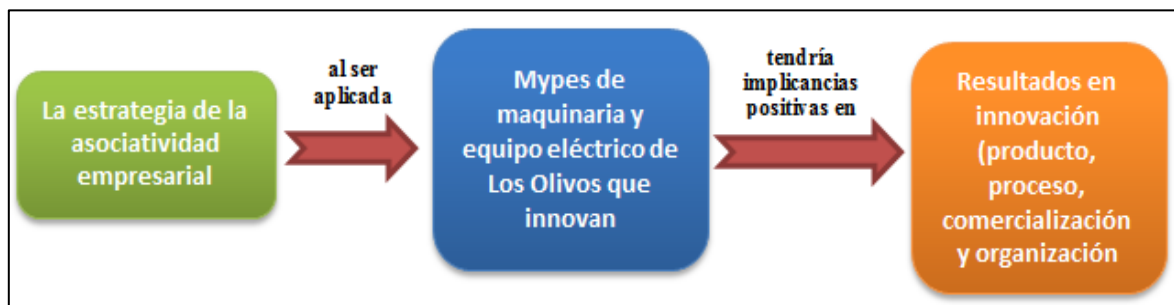 La estrategia de la
asociatividad
empresarial
al ser
aplicada
Mypes de
maquinaria y
equipo eléctrico de
Los Olivos que
innovan
tendría
implicancias
positivas en
Resultados en
innovación
(producto,
proceso,
comercialización
y organización